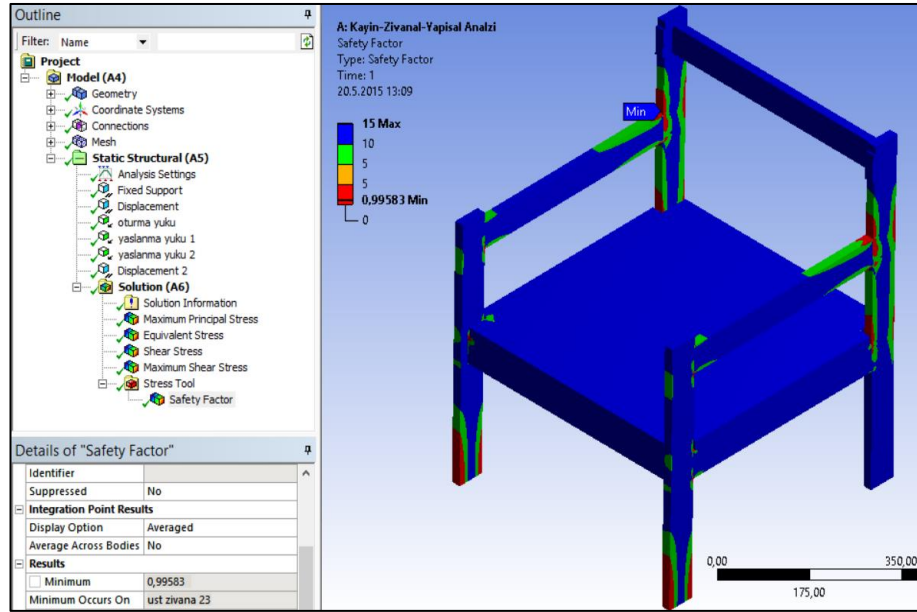 Outline
Filter: Name
Project
Model (A4)
Geometry
Coordinate Systems
Connections
Mesh
Static Structural (A5)
Analysis Settings
Fixed Support
Displacement
oturma yuku
yaslanma yuku 1
yaslanma yuku 2
Displacement 2
Solution (A6)
Solution Information
Maximum Principal Stress
Equivalent Stress
Shear Stress
Maximum Shear Stress
Stress Tool
Safety Factor
Details of "Safety Factor"
Identifier
Suppressed No
Integration Point Results
Display Option Averaged
Average Across Bodies No
Results
Minimum 0,99583
Minimum Occurs On ust zivana 23
A: Kayin-Zivanal-Yapisal Analzi
Safety Factor
Type: Safety Factor
Time: 1
20.5.2015 13:09
15 Max
10
5
5
0,99583 Min
0
Min
0,00 350,00
175,00